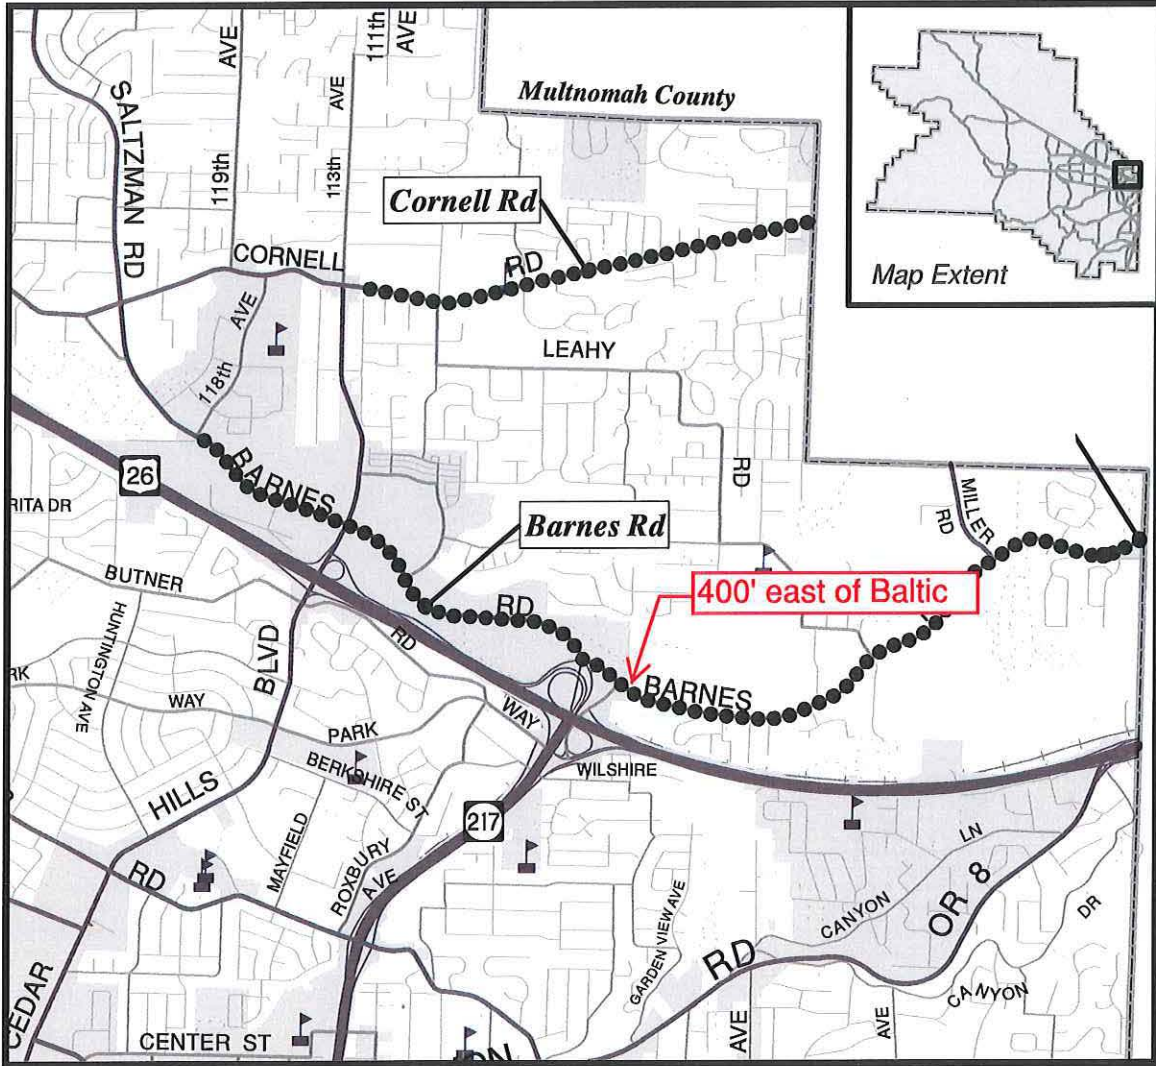 111th
AVE
AVE
AVE
Multnomah County
SALTZMAN RD
119th
113th
Cornell Rd
CORNELL
RD
Map Extent
AVE
118th
LEAHY
26
BARNES
RD
MILLER
RD
RITA DR
Barnes Rd
BUTNER
400' east of Baltic
RD
HUNTINGTON AVE
RD
BLVD
BARNES
WAY
WAY
PARK
WILSHIRE
BERKSHIRE ST
HILLS
217
LN
MAYFIELD
ROXBURY
AVE
RD
CANYON
OR 8
DR
GARDEN VIEW AVE
RD
CANYON
CEDAR
AVE
AVE
CENTER ST